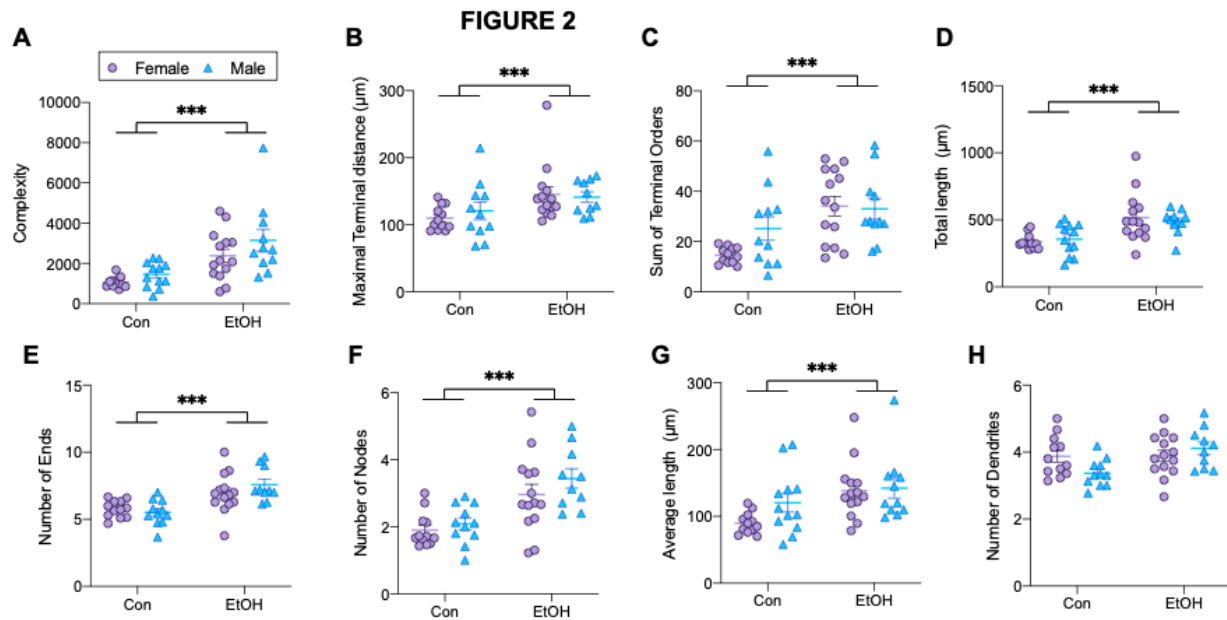 FIGURE 2
A
Female Male
Complexity
10000
8000
6000
4000
2000
0
***
Con EtOH
B
Maximal Terminal distance (μm)
300
200
100
0
***
Con EtOH
C
Sum of Terminal Orders
80
60
40
20
0
***
Con EtOH
D
Total length (μm)
1500
1000
500
0
***
Con EtOH
E
Number of Ends
15
10
5
0
***
Con EtOH
F
Number of Nodes
6
4
2
0
***
Con EtOH
G
Average length (μm)
300
200
100
0
***
Con EtOH
H
Number of Dendrites
6
4
2
0
Con EtOH